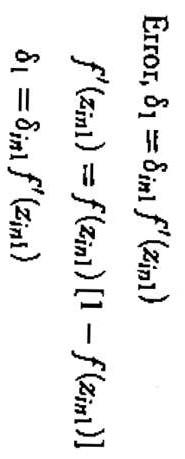 Error, δ₁ = δᵢₙ₁ f′(zᵢₙ₁)
f′(zᵢₙ₁) = f(zᵢₙ₁) [1 − f(zᵢₙ₁)]
δ₁ = δᵢₙ₁ f′(zᵢₙ₁)